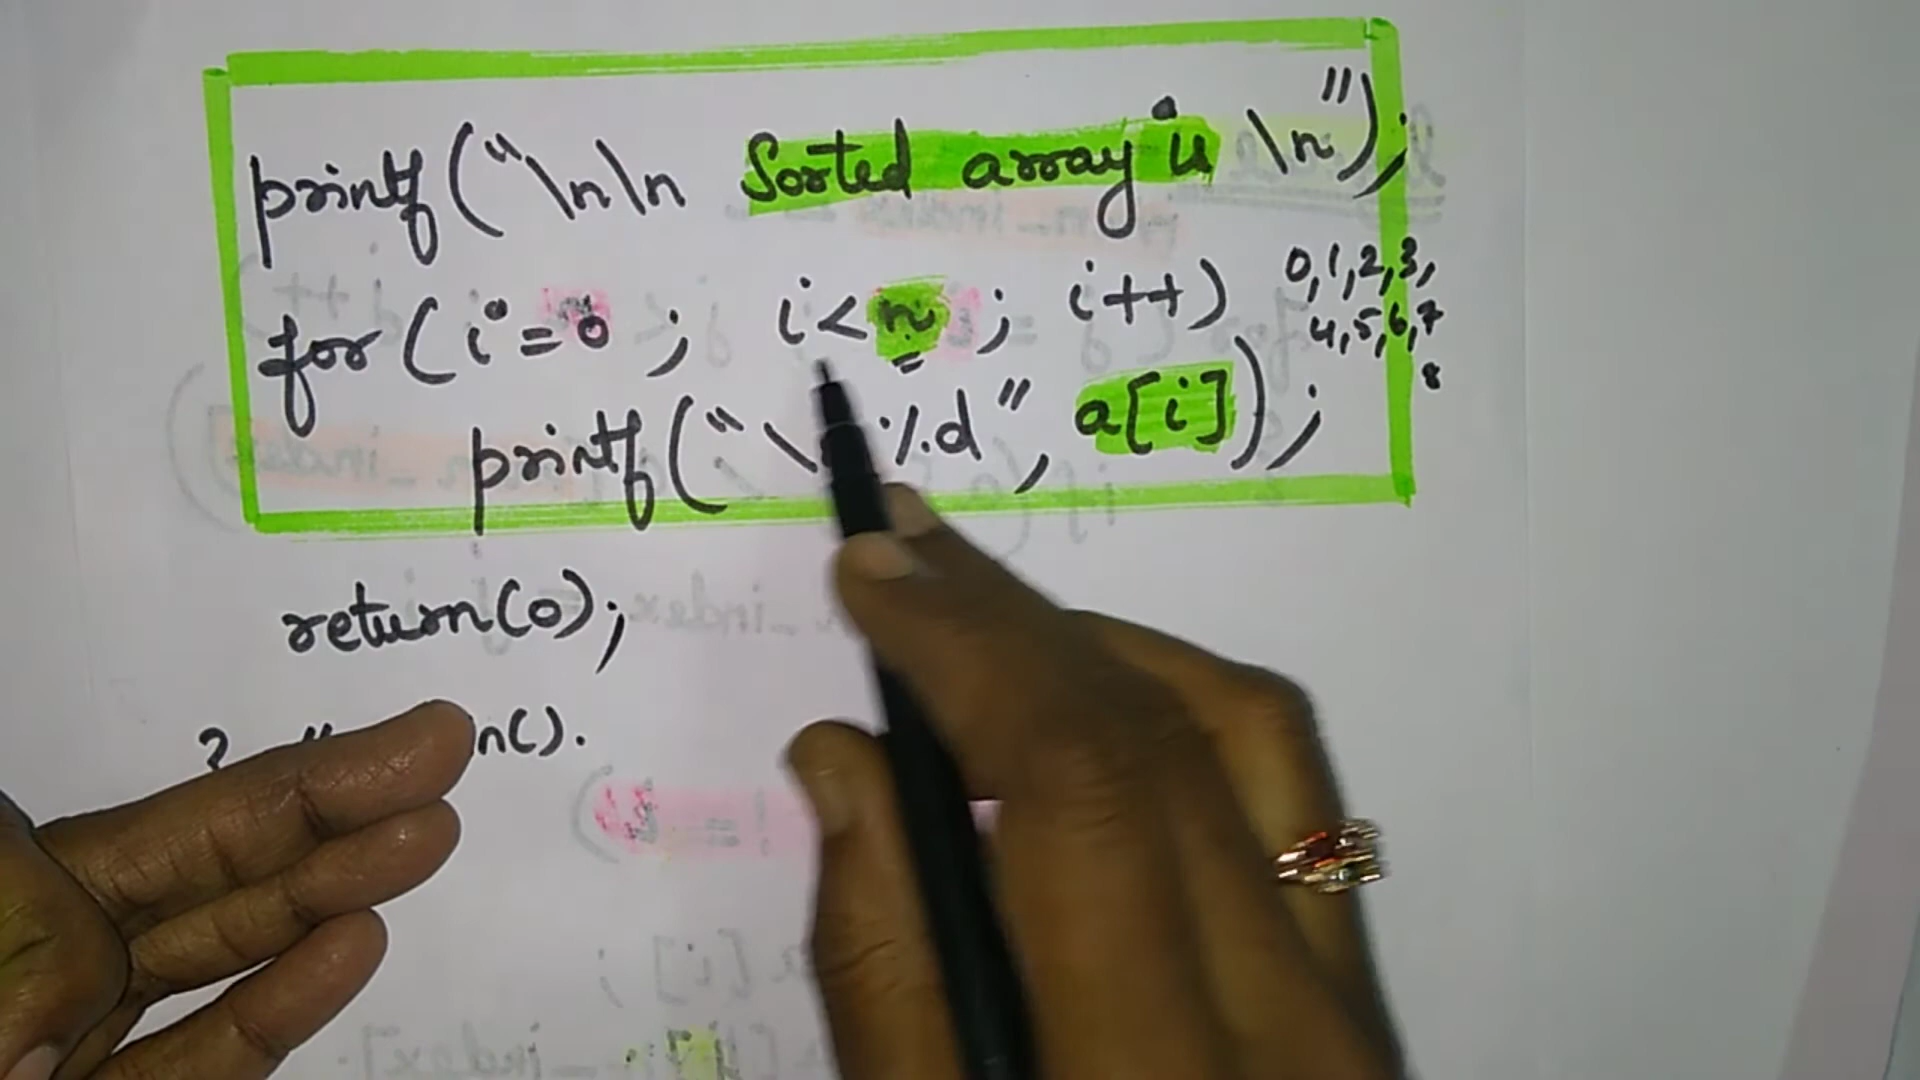 printf("\n\n Sorted array is \n");
for(i=0; i<n; i++)
0,1,2,3,
4,5,6,7
8
printf("\ %d", a[i]);
return(0);
n().